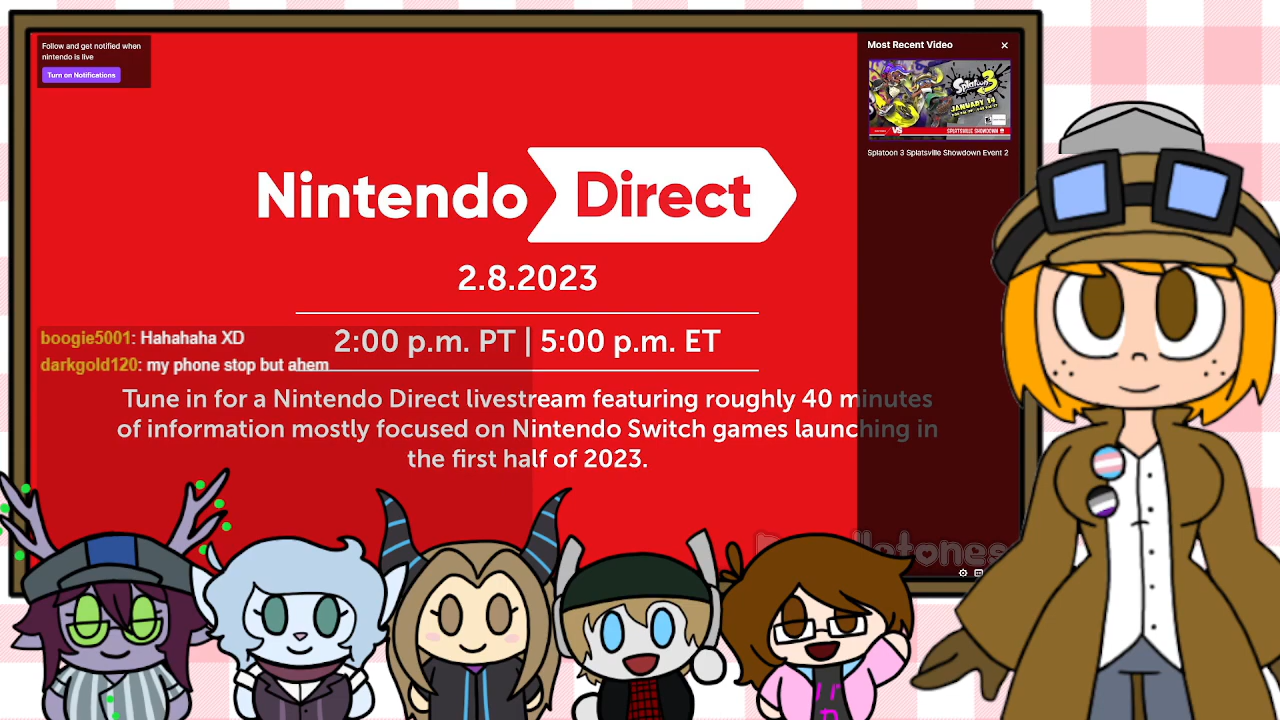 Follow and get notified when
nintendo is live
Turn on Notifications
Most Recent Video
Splatoon 3
JANUARY 14
VS
SPLATSVILLE SHOWDOWN
Splatoon 3 Splatsville Showdown Event 2
Nintendo Direct
2.8.2023
2:00 p.m. PT | 5:00 p.m. ET
boogie5001: Hahahaha XD
darkgold120: my phone stop but ahem
Tune in for a Nintendo Direct livestream featuring roughly 40 minutes
of information mostly focused on Nintendo Switch games launching in
the first half of 2023.